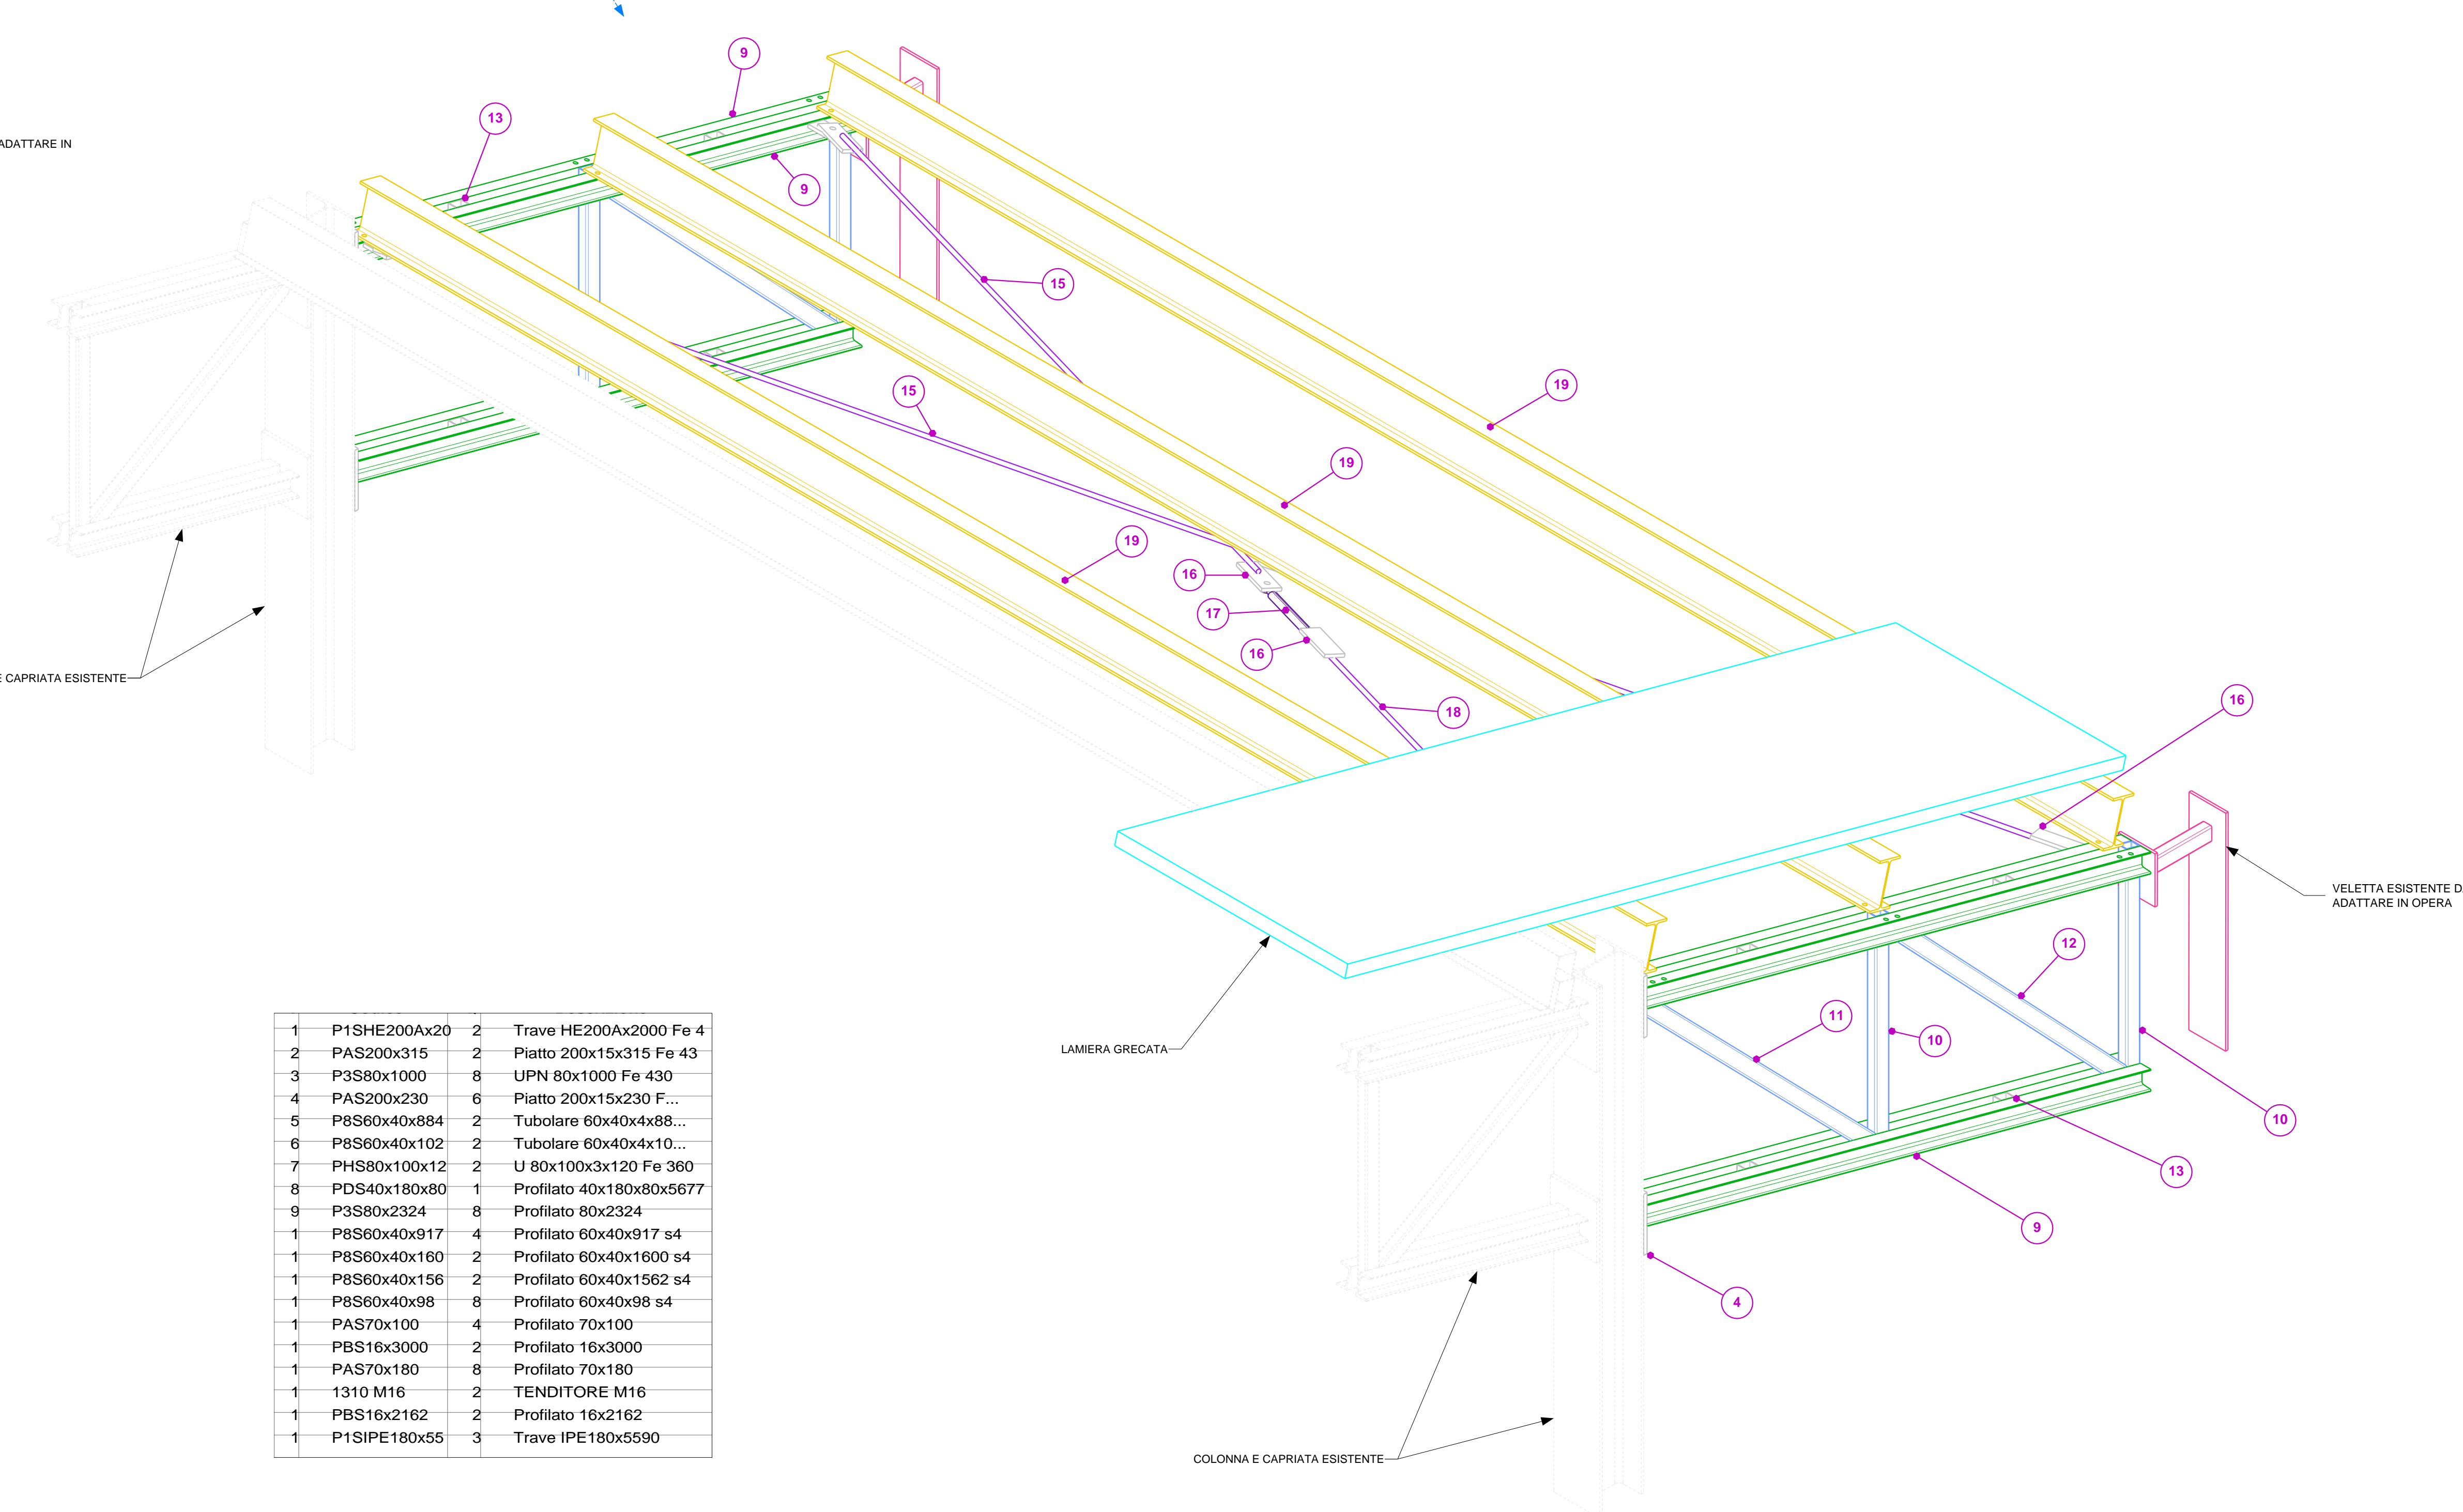 9
13
ADATTARE IN
9
15
19
15
19
19
16
17
16
E CAPRIATA ESISTENTE
18
16
VELETTA ESISTENTE D
ADATTARE IN OPERA
12
11
10
LAMIERA GRECATA
10
13
9
4
COLONNA E CAPRIATA ESISTENTE
1 P1SHE200Ax20 2 Trave HE200Ax2000 Fe 4
2 PAS200x315 2 Piatto 200x15x315 Fe 43
3 P3S80x1000 8 UPN 80x1000 Fe 430
4 PAS200x230 6 Piatto 200x15x230 F...
5 P8S60x40x884 2 Tubolare 60x40x4x88...
6 P8S60x40x102 2 Tubolare 60x40x4x10...
7 PHS80x100x12 2 U 80x100x3x120 Fe 360
8 PDS40x180x80 1 Profilato 40x180x80x5677
9 P3S80x2324 8 Profilato 80x2324
1 P8S60x40x917 4 Profilato 60x40x917 s4
1 P8S60x40x160 2 Profilato 60x40x1600 s4
1 P8S60x40x156 2 Profilato 60x40x1562 s4
1 P8S60x40x98 8 Profilato 60x40x98 s4
1 PAS70x100 4 Profilato 70x100
1 PBS16x3000 2 Profilato 16x3000
1 PAS70x180 8 Profilato 70x180
1 1310 M16 2 TENDITORE M16
1 PBS16x2162 2 Profilato 16x2162
1 P1SIPE180x55 3 Trave IPE180x5590